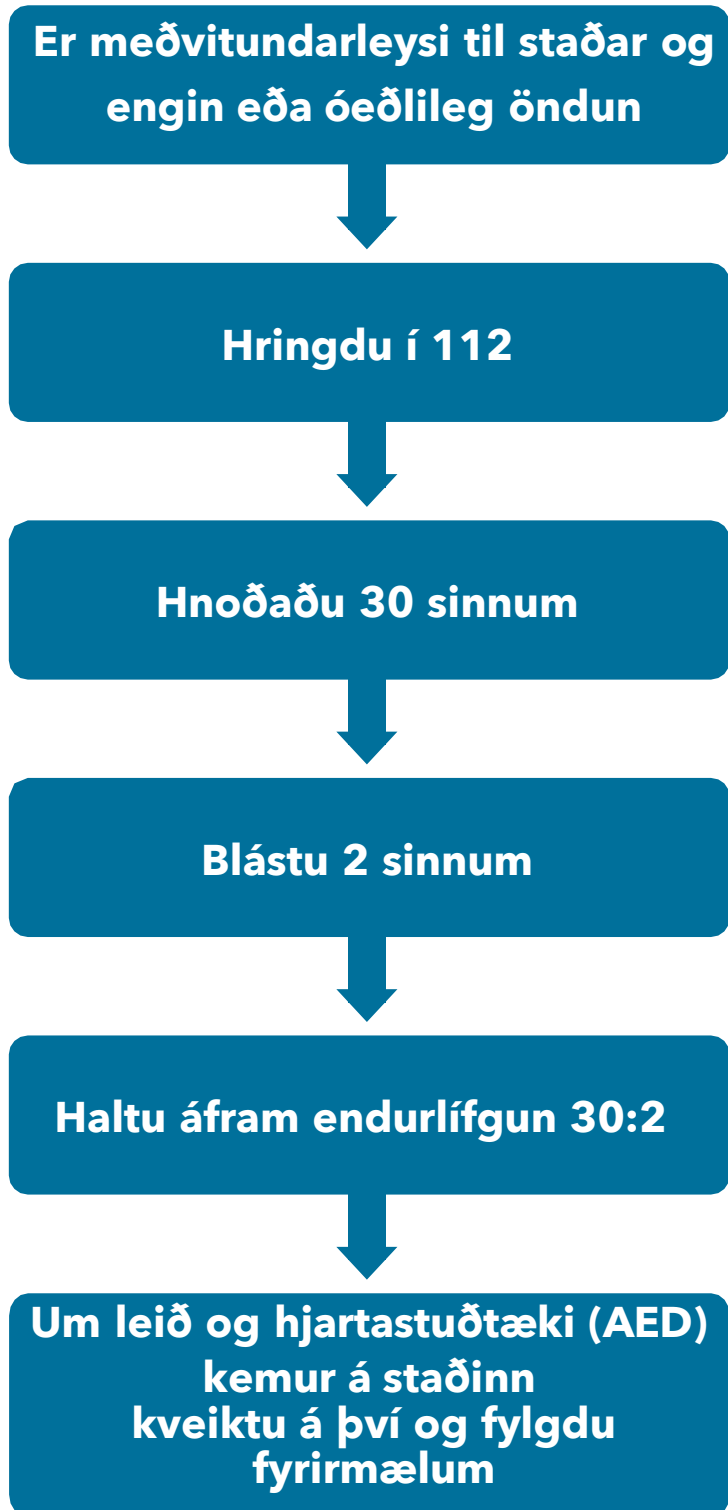 Er meðvitundarleysi til staðar og
engin eða óeðlileg öndun
Hringdu í 112
Hnoðaðu 30 sinnum
Blástu 2 sinnum
Haltu áfram endurlífgun 30:2
Um leið og hjartastuðtæki (AED)
kemur á staðinn
kveiktu á því og fylgdu
fyrirmælum